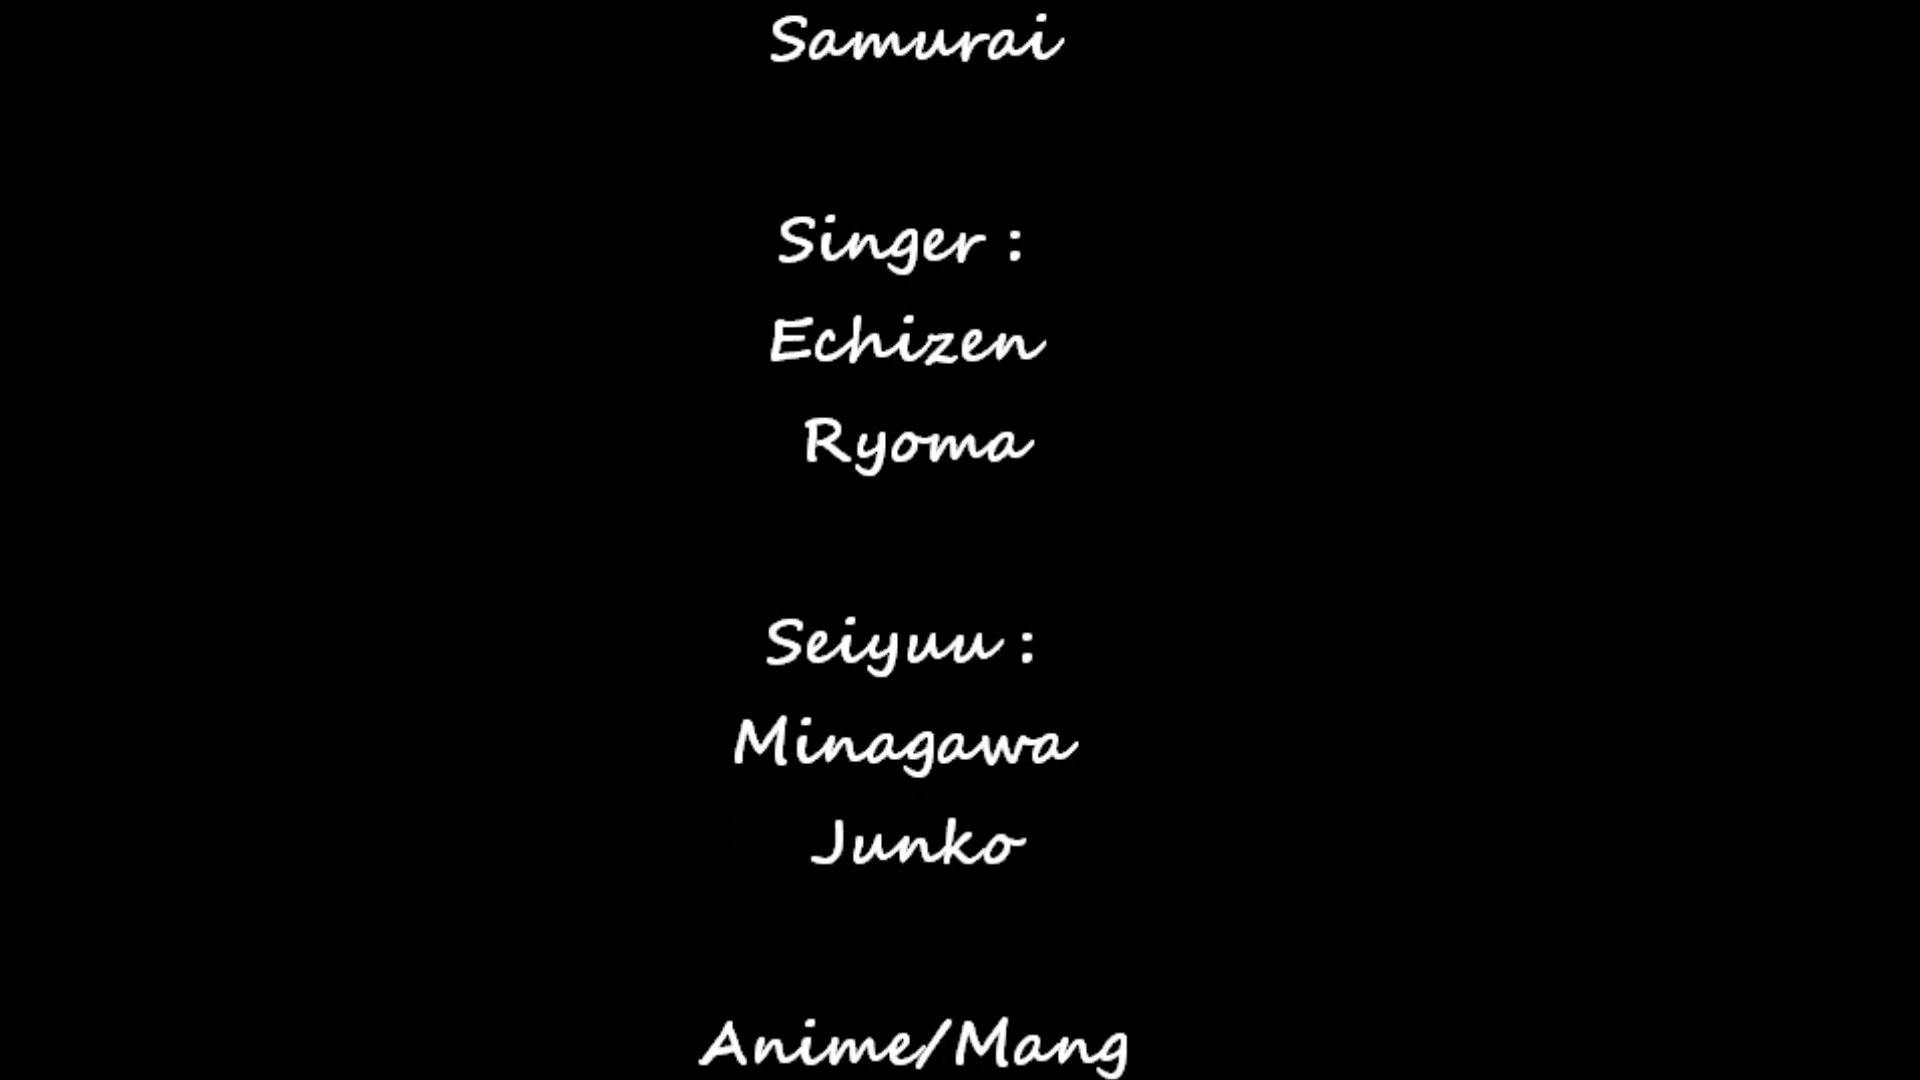 Samurai
Singer :
Echizen
Ryoma
Seiyuu :
Minagawa
Junko
Anime/Mang